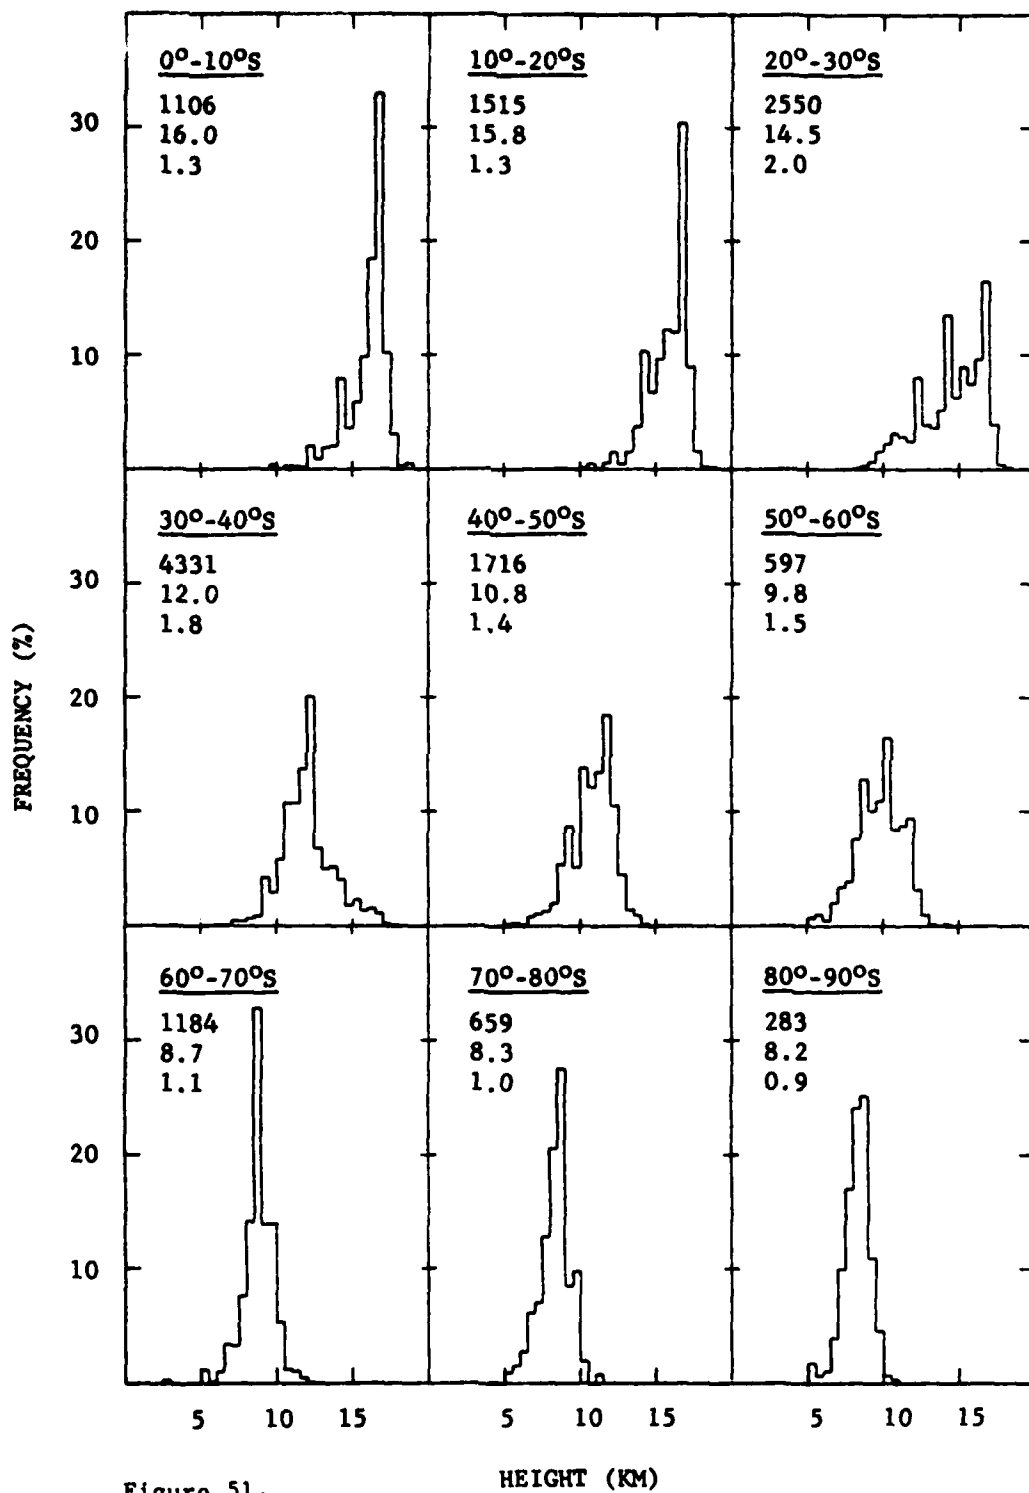 0°-10°S
1106
16.0
1.3
10°-20°S
1515
15.8
1.3
20°-30°S
2550
14.5
2.0
30
20
10
30°-40°S
4331
12.0
1.8
40°-50°S
1716
10.8
1.4
50°-60°S
597
9.8
1.5
30
20
10
FREQUENCY (%)
60°-70°S
1184
8.7
1.1
70°-80°S
659
8.3
1.0
80°-90°S
283
8.2
0.9
30
20
10
5 10 15 5 10 15 5 10 15
HEIGHT (KM)
Figure 51.